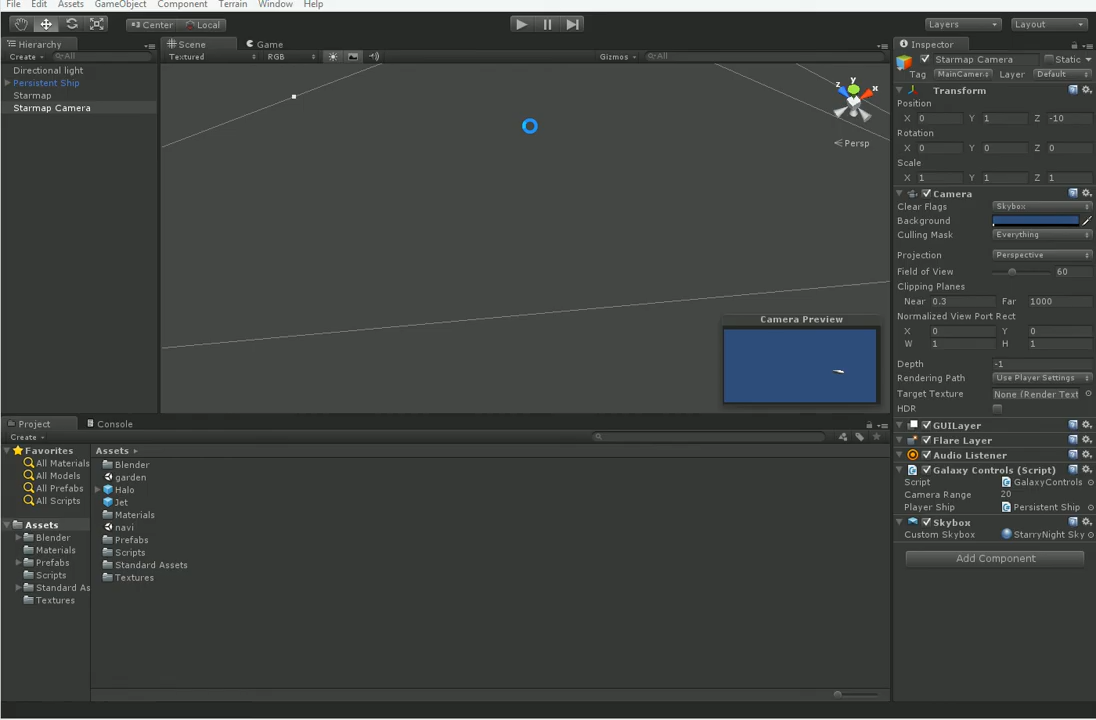 File Edit Assets GameObject Component Terrain Window Help
Center Local Layers Layout
Hierarchy Scene Game Inspector
Create All Textured RGB Gizmos All Starmap Camera Static
Tag MainCamer Layer Default
Directional light
Persistent Ship
Starmap
Starmap Camera
y
z
x
Persp
Transform
Position
X 0 Y 1 Z -10
Rotation
X 0 Y 0 Z 0
Scale
X 1 Y 1 Z 1
Camera
Clear Flags Skybox
Background
Culling Mask Everything
Projection Perspective
Field of View 60
Clipping Planes
Near 0.3 Far 1000
Normalized View Port Rect
X 0 Y 0
W 1 H 1
Depth -1
Rendering Path Use Player Settings
Target Texture None (Render Text
HDR
Camera Preview
GUILayer
Flare Layer
Audio Listener
Galaxy Controls (Script)
Script GalaxyControls
Camera Range 20
Player Ship Persistent Ship
Skybox
Custom Skybox StarryNight Sky
Add Component
Project Console
Create
Favorites
All Materials
All Models
All Prefabs
All Scripts
Assets
Blender
Materials
Prefabs
Scripts
Standard As
Textures
Assets
Blender
garden
Halo
Jet
Materials
navi
Prefabs
Scripts
Standard Assets
Textures